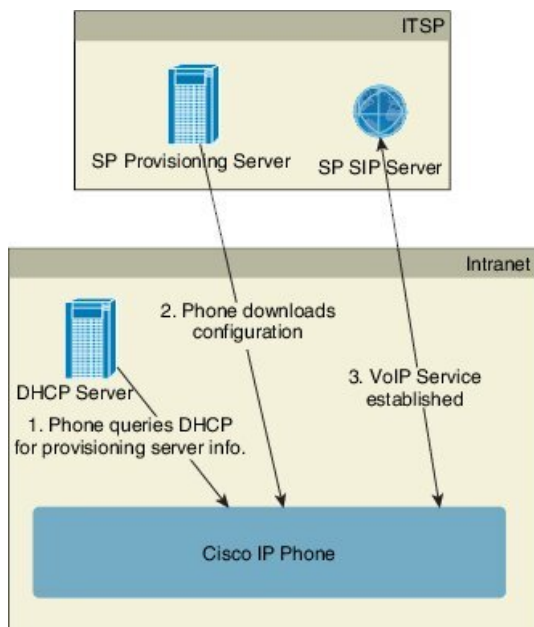 ITSP
SP Provisioning Server
SP SIP Server
Intranet
2. Phone downloads
configuration
DHCP Server
3. VoIP Service
established
1. Phone queries DHCP
for provisioning server info.
Cisco IP Phone